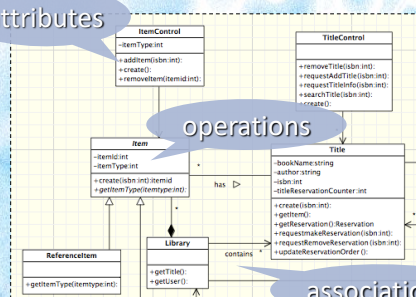 ttributes
ItemControl
-itemType:int
+addItem(isbn:int):
+create():
+removeItem(itemid:int):
TitleControl
+removeTitle(isbn:int):
+requestAddTitle(isbn:int):
+requestTitleInfo(isbn:int):
+searchTitle(isbn:int):
create():
operations
Item
-itemId:int
-itemType:int
+create(isbn:int):itemid
+getItemType(itemtype:int):
*
has
Title
-bookName:string
-author:string
-isbn:int
-titleReservationCounter:int
+create(isbn:int):
+getItem():
+getReservation():Reservation
+requestmakeReservation(isbn:int):
+requestRemoveReservation(isbn:int):
+updateReservationOrder ():
*
*
ReferenceItem
+getItemType(itemtype:int):
Library
+getTitle():
+getUser():
contains
*
associatio